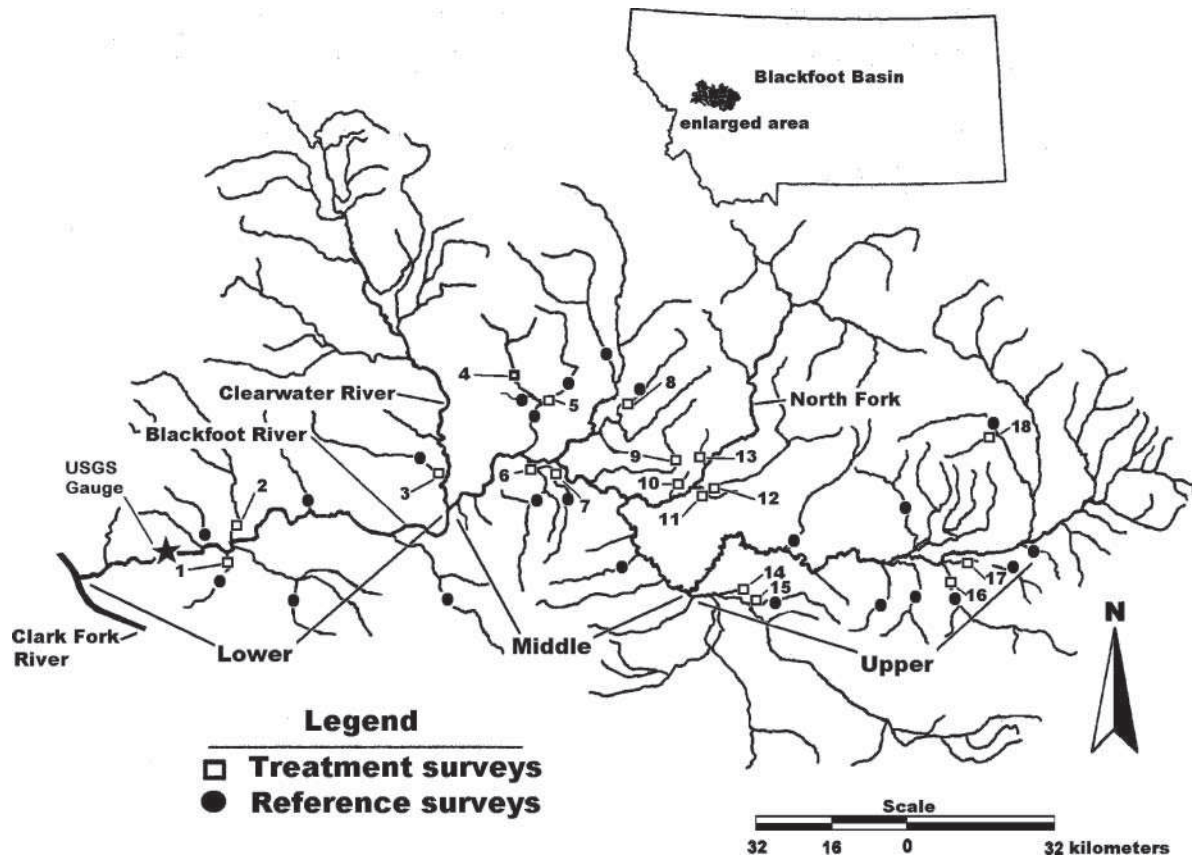 Blackfoot Basin
enlarged area
Clearwater River
Blackfoot River
North Fork
USGS
Gauge
1
2
3
4
5
6
7
8
9
10
11
12
13
14
15
16
17
18
Clark Fork
River
Lower
Middle
Upper
N
Legend
Treatment surveys
Reference surveys
Scale
32 16 0 32 kilometers